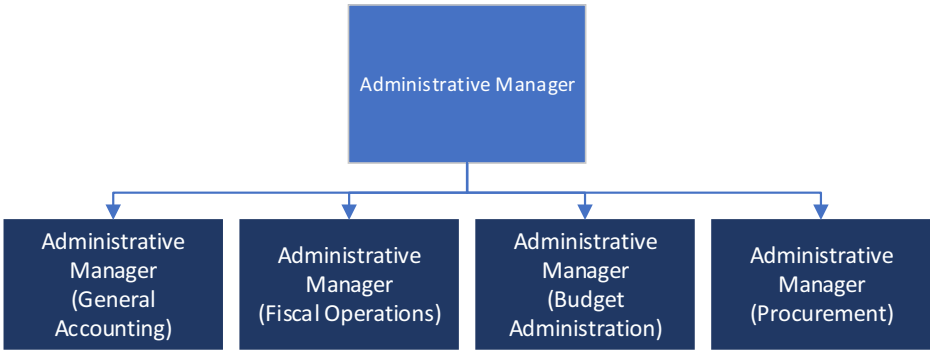 Administrative Manager
Administrative
Manager
(General
Accounting)
Administrative
Manager
(Fiscal Operations)
Administrative
Manager
(Budget
Administration)
Administrative
Manager
(Procurement)